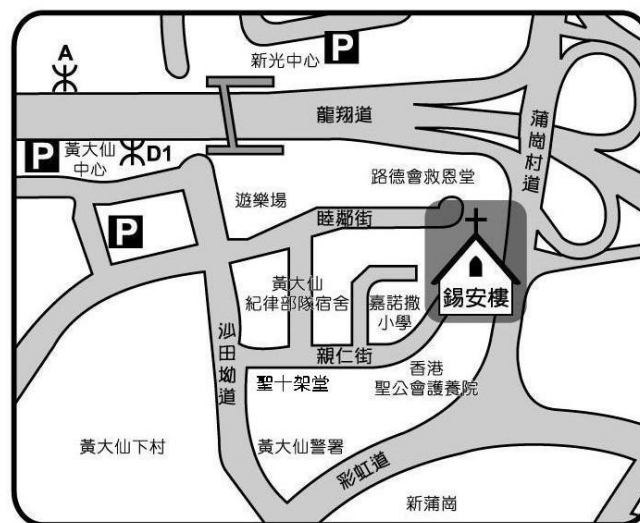 A
新光中心
P
龍翔道
蒲崗村道
P
黃大仙
中心
D1
路德會救恩堂
遊樂場
睦鄰街
P
錫安樓
黃大仙
紀律部隊宿舍
嘉諾撒
小學
沙田坳道
親仁街
聖十架堂
香港
聖公會護養院
黃大仙下村
黃大仙警署
彩虹道
新蒲崗